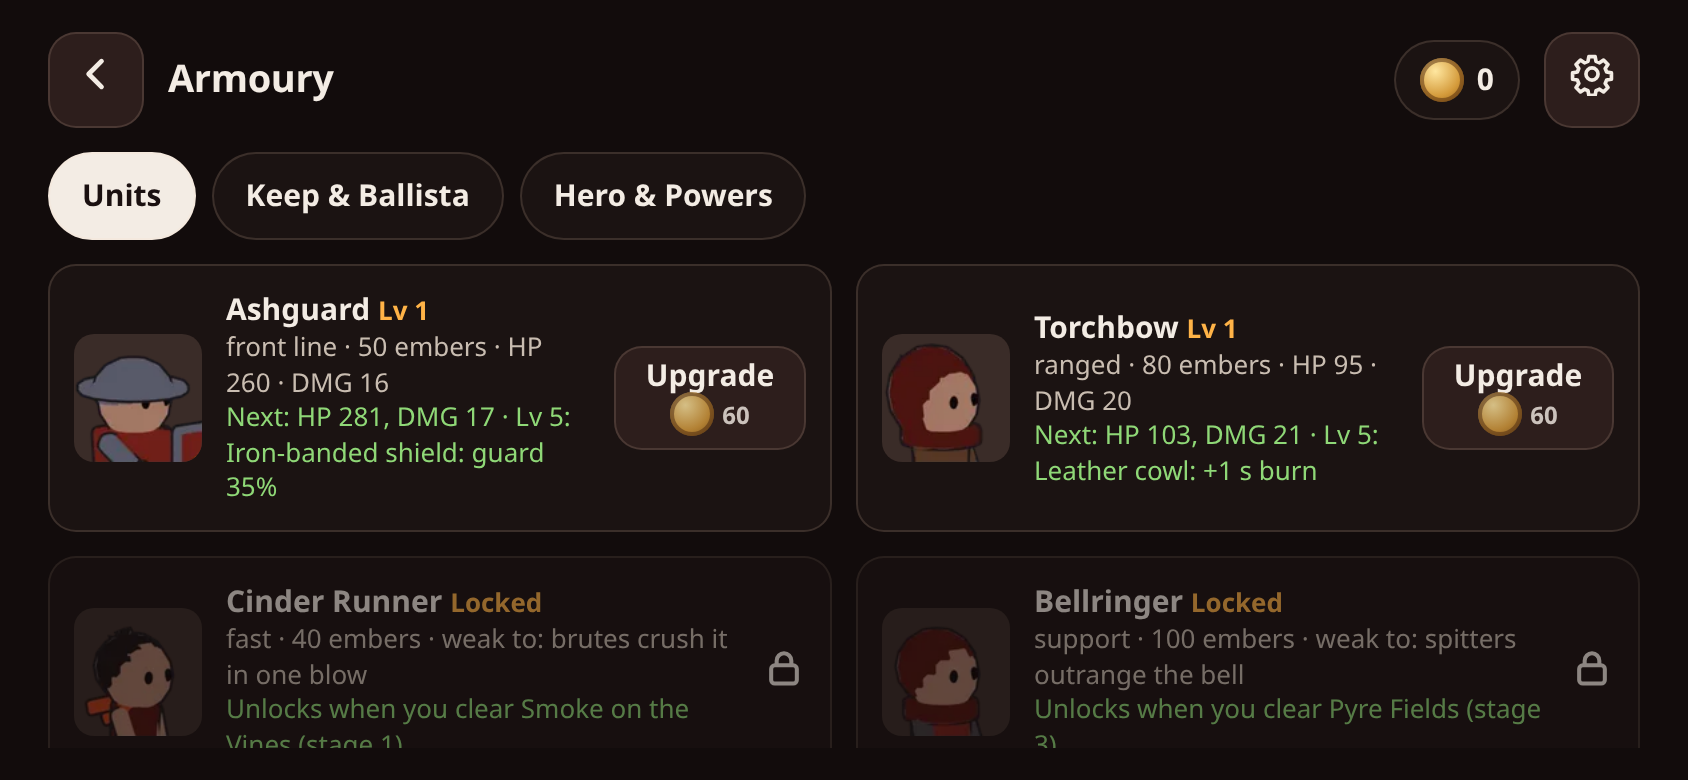 Armoury
0
Units
Keep & Ballista
Hero & Powers
Ashguard Lv 1
front line · 50 embers · HP
260 · DMG 16
Next: HP 281, DMG 17 · Lv 5:
Iron-banded shield: guard
35%
Upgrade
60
Torchbow Lv 1
ranged · 80 embers · HP 95 ·
DMG 20
Next: HP 103, DMG 21 · Lv 5:
Leather cowl: +1 s burn
Upgrade
60
Cinder Runner Locked
fast · 40 embers · weak to: brutes crush it
in one blow
Unlocks when you clear Smoke on the
Vines (stage 1)
Bellringer Locked
support · 100 embers · weak to: spitters
outrange the bell
Unlocks when you clear Pyre Fields (stage
3)